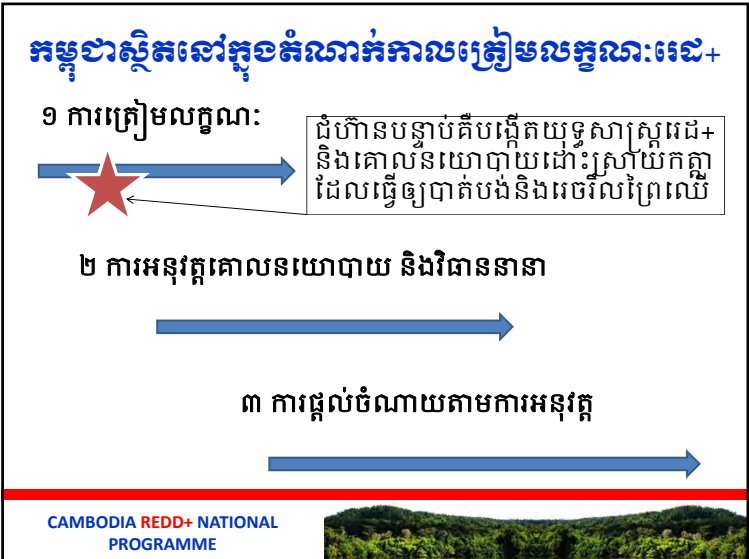 កម្ពុជាស្ថិតនៅក្នុងតំណាក់កាលត្រៀមលក្ខណៈរេដ+
១ ការត្រៀមលក្ខណៈ
ជំហ៊ានបន្ទាប់គឺបង្កើតយុទ្ធសាស្ត្ររេដ+
និងគោលនយោបាយដោះស្រាយកត្តា
ដែលធ្វើឲ្យបាត់បង់និងរេចរឹលព្រៃឈើ
២ ការអនុវត្តគោលនយោបាយ និងវិធាននានា
៣ ការផ្តល់ចំណាយតាមការអនុវត្ត
CAMBODIA REDD+ NATIONAL
PROGRAMME